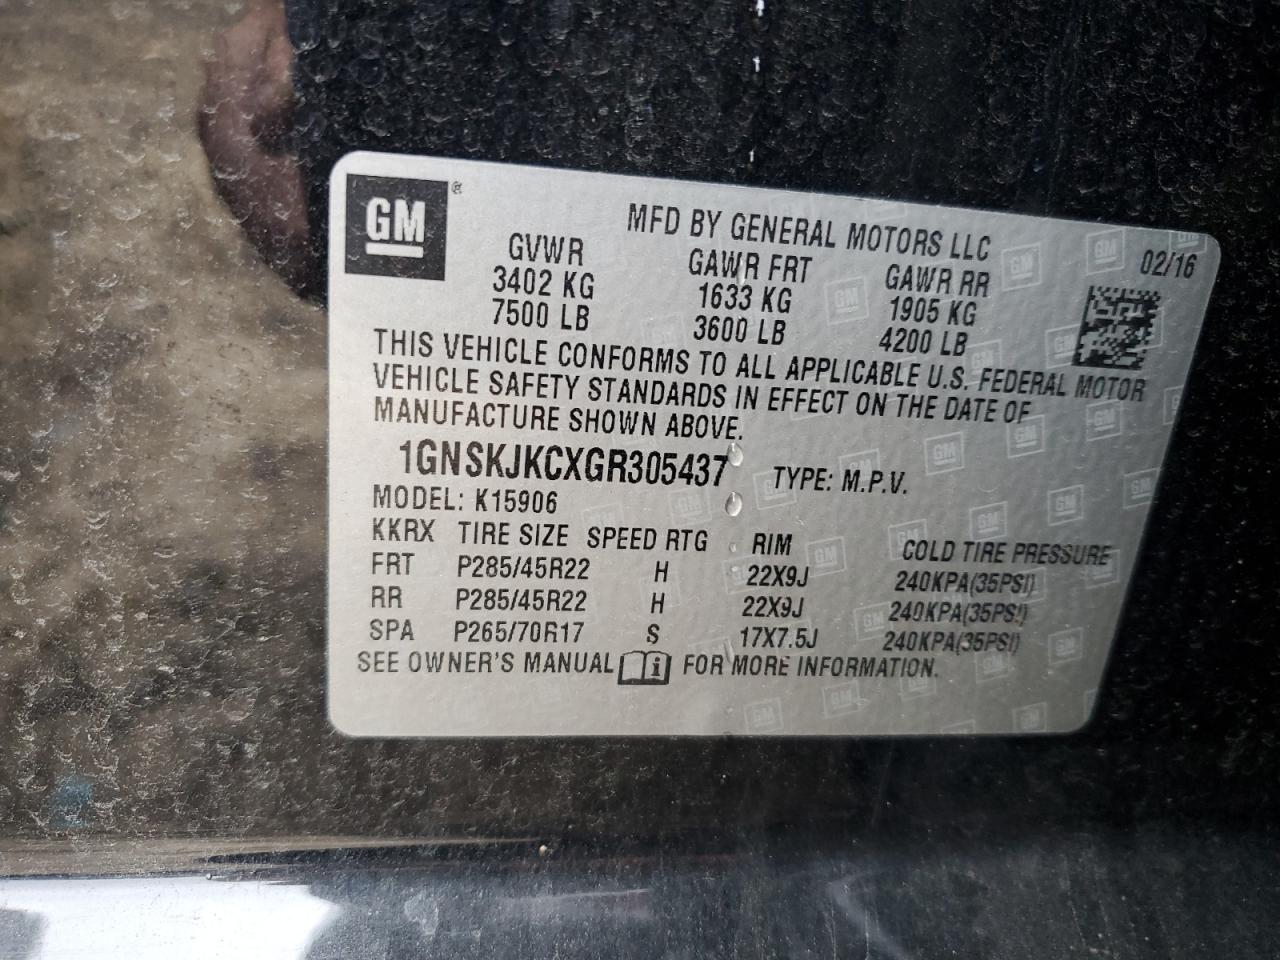 GM ®
MFD BY GENERAL MOTORS LLC
02/16
GVWR GAWR FRT GAWR RR
3402 KG 1633 KG 1905 KG
7500 LB 3600 LB 4200 LB
THIS VEHICLE CONFORMS TO ALL APPLICABLE U.S. FEDERAL MOTOR
VEHICLE SAFETY STANDARDS IN EFFECT ON THE DATE OF
MANUFACTURE SHOWN ABOVE.
1GNSKJKCXGR305437 TYPE: M.P.V.
MODEL: K15906
KKRX TIRE SIZE SPEED RTG RIM COLD TIRE PRESSURE
FRT P285/45R22 H 22X9J 240KPA(35PSI)
RR P285/45R22 H 22X9J 240KPA(35PSI)
SPA P265/70R17 S 17X7.5J 240KPA(35PSI)
SEE OWNER'S MANUAL i FOR MORE INFORMATION.